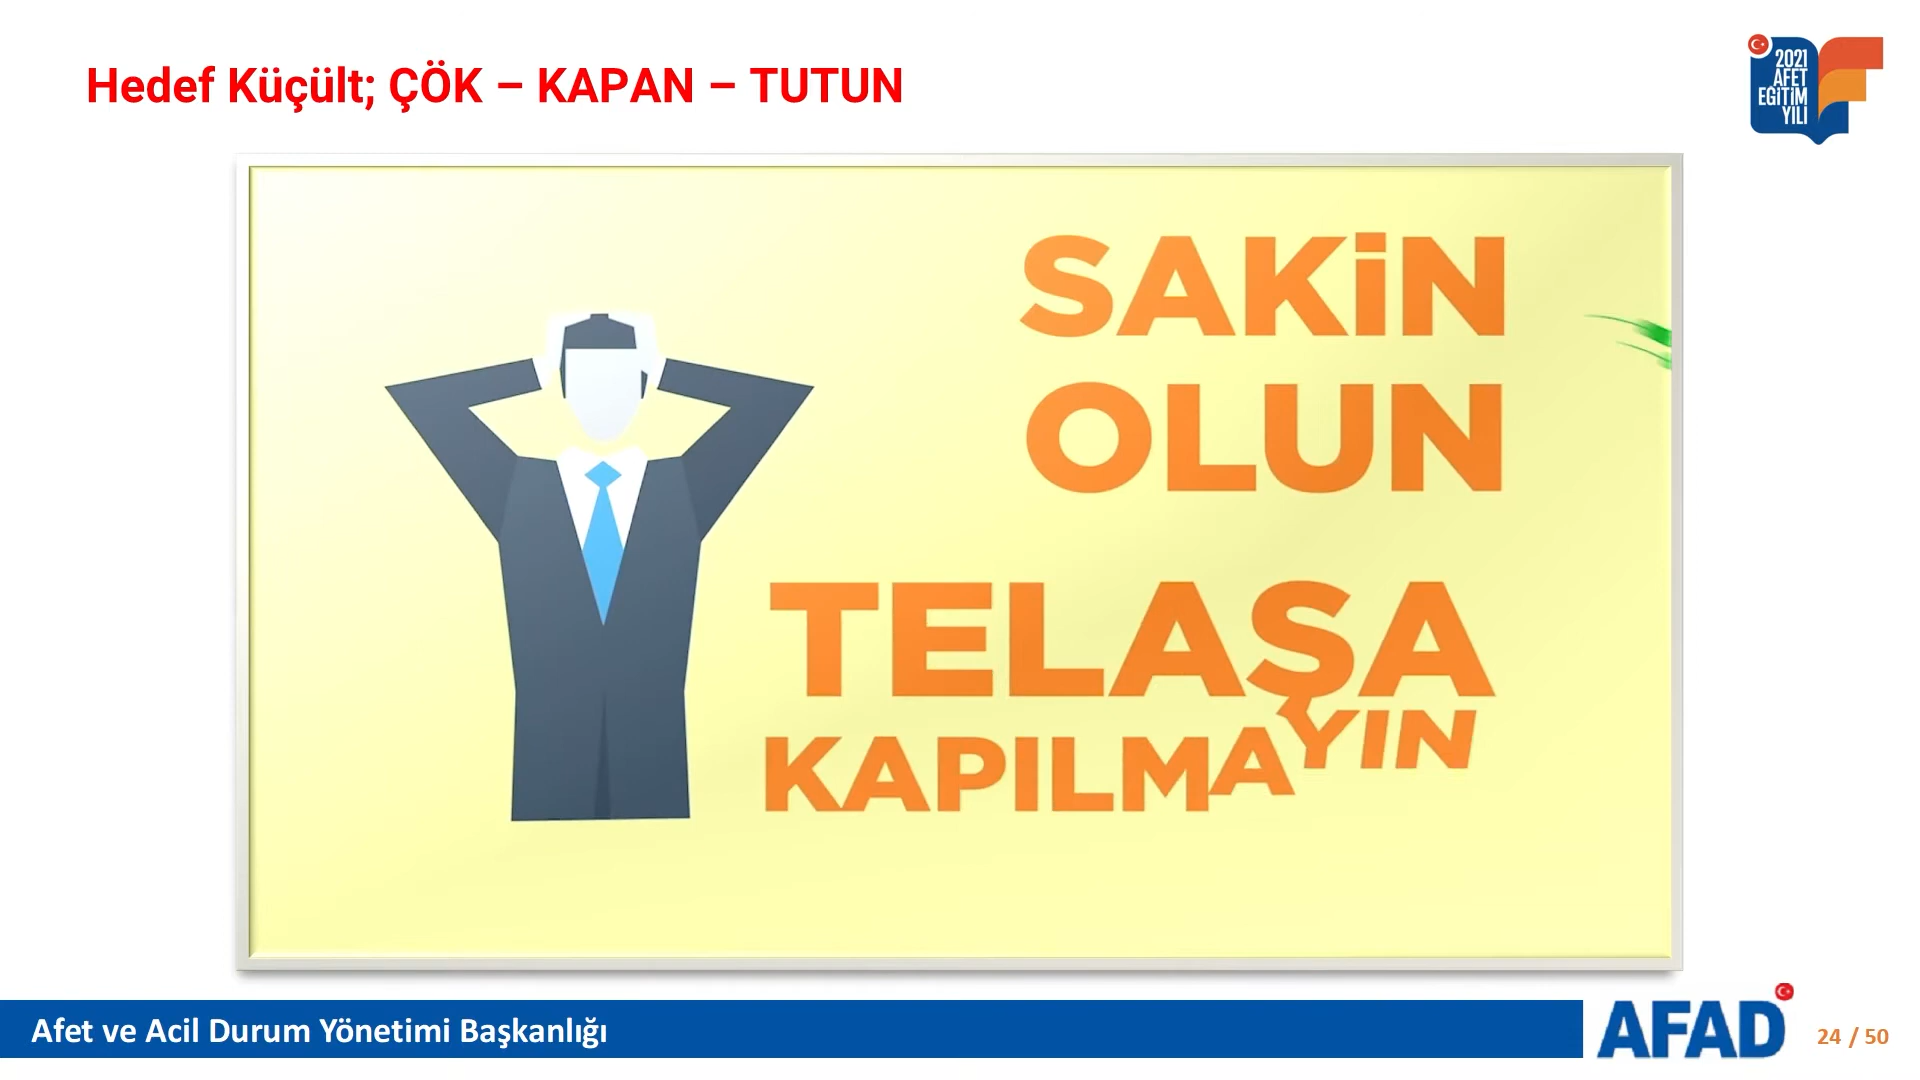 Hedef Küçült; ÇÖK – KAPAN – TUTUN
2021
AFET
EĞİTİM
YILI
SAKİN
OLUN
TELAŞA
KAPILMAYIN
Afet ve Acil Durum Yönetimi Başkanlığı
AFAD
24 / 50